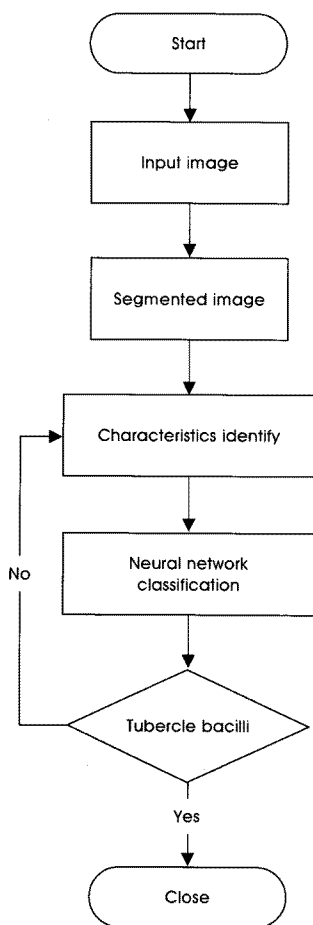 Start
Input image
Segmented image
Characteristics identify
Neural network
classification
No
Tubercle bacilli
Yes
Close